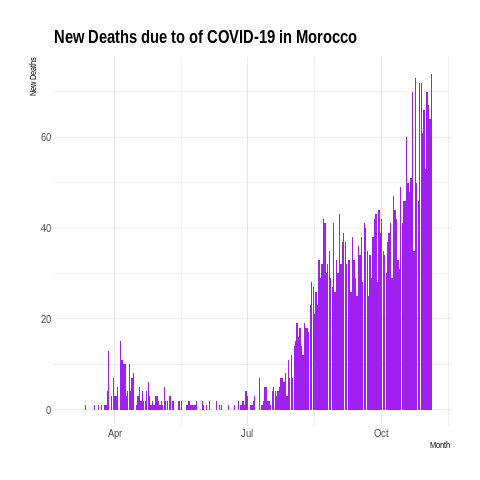 New Deaths due to of COVID-19 in Morocco
New Deaths
60
40
20
0
Apr
Jul
Oct
Month